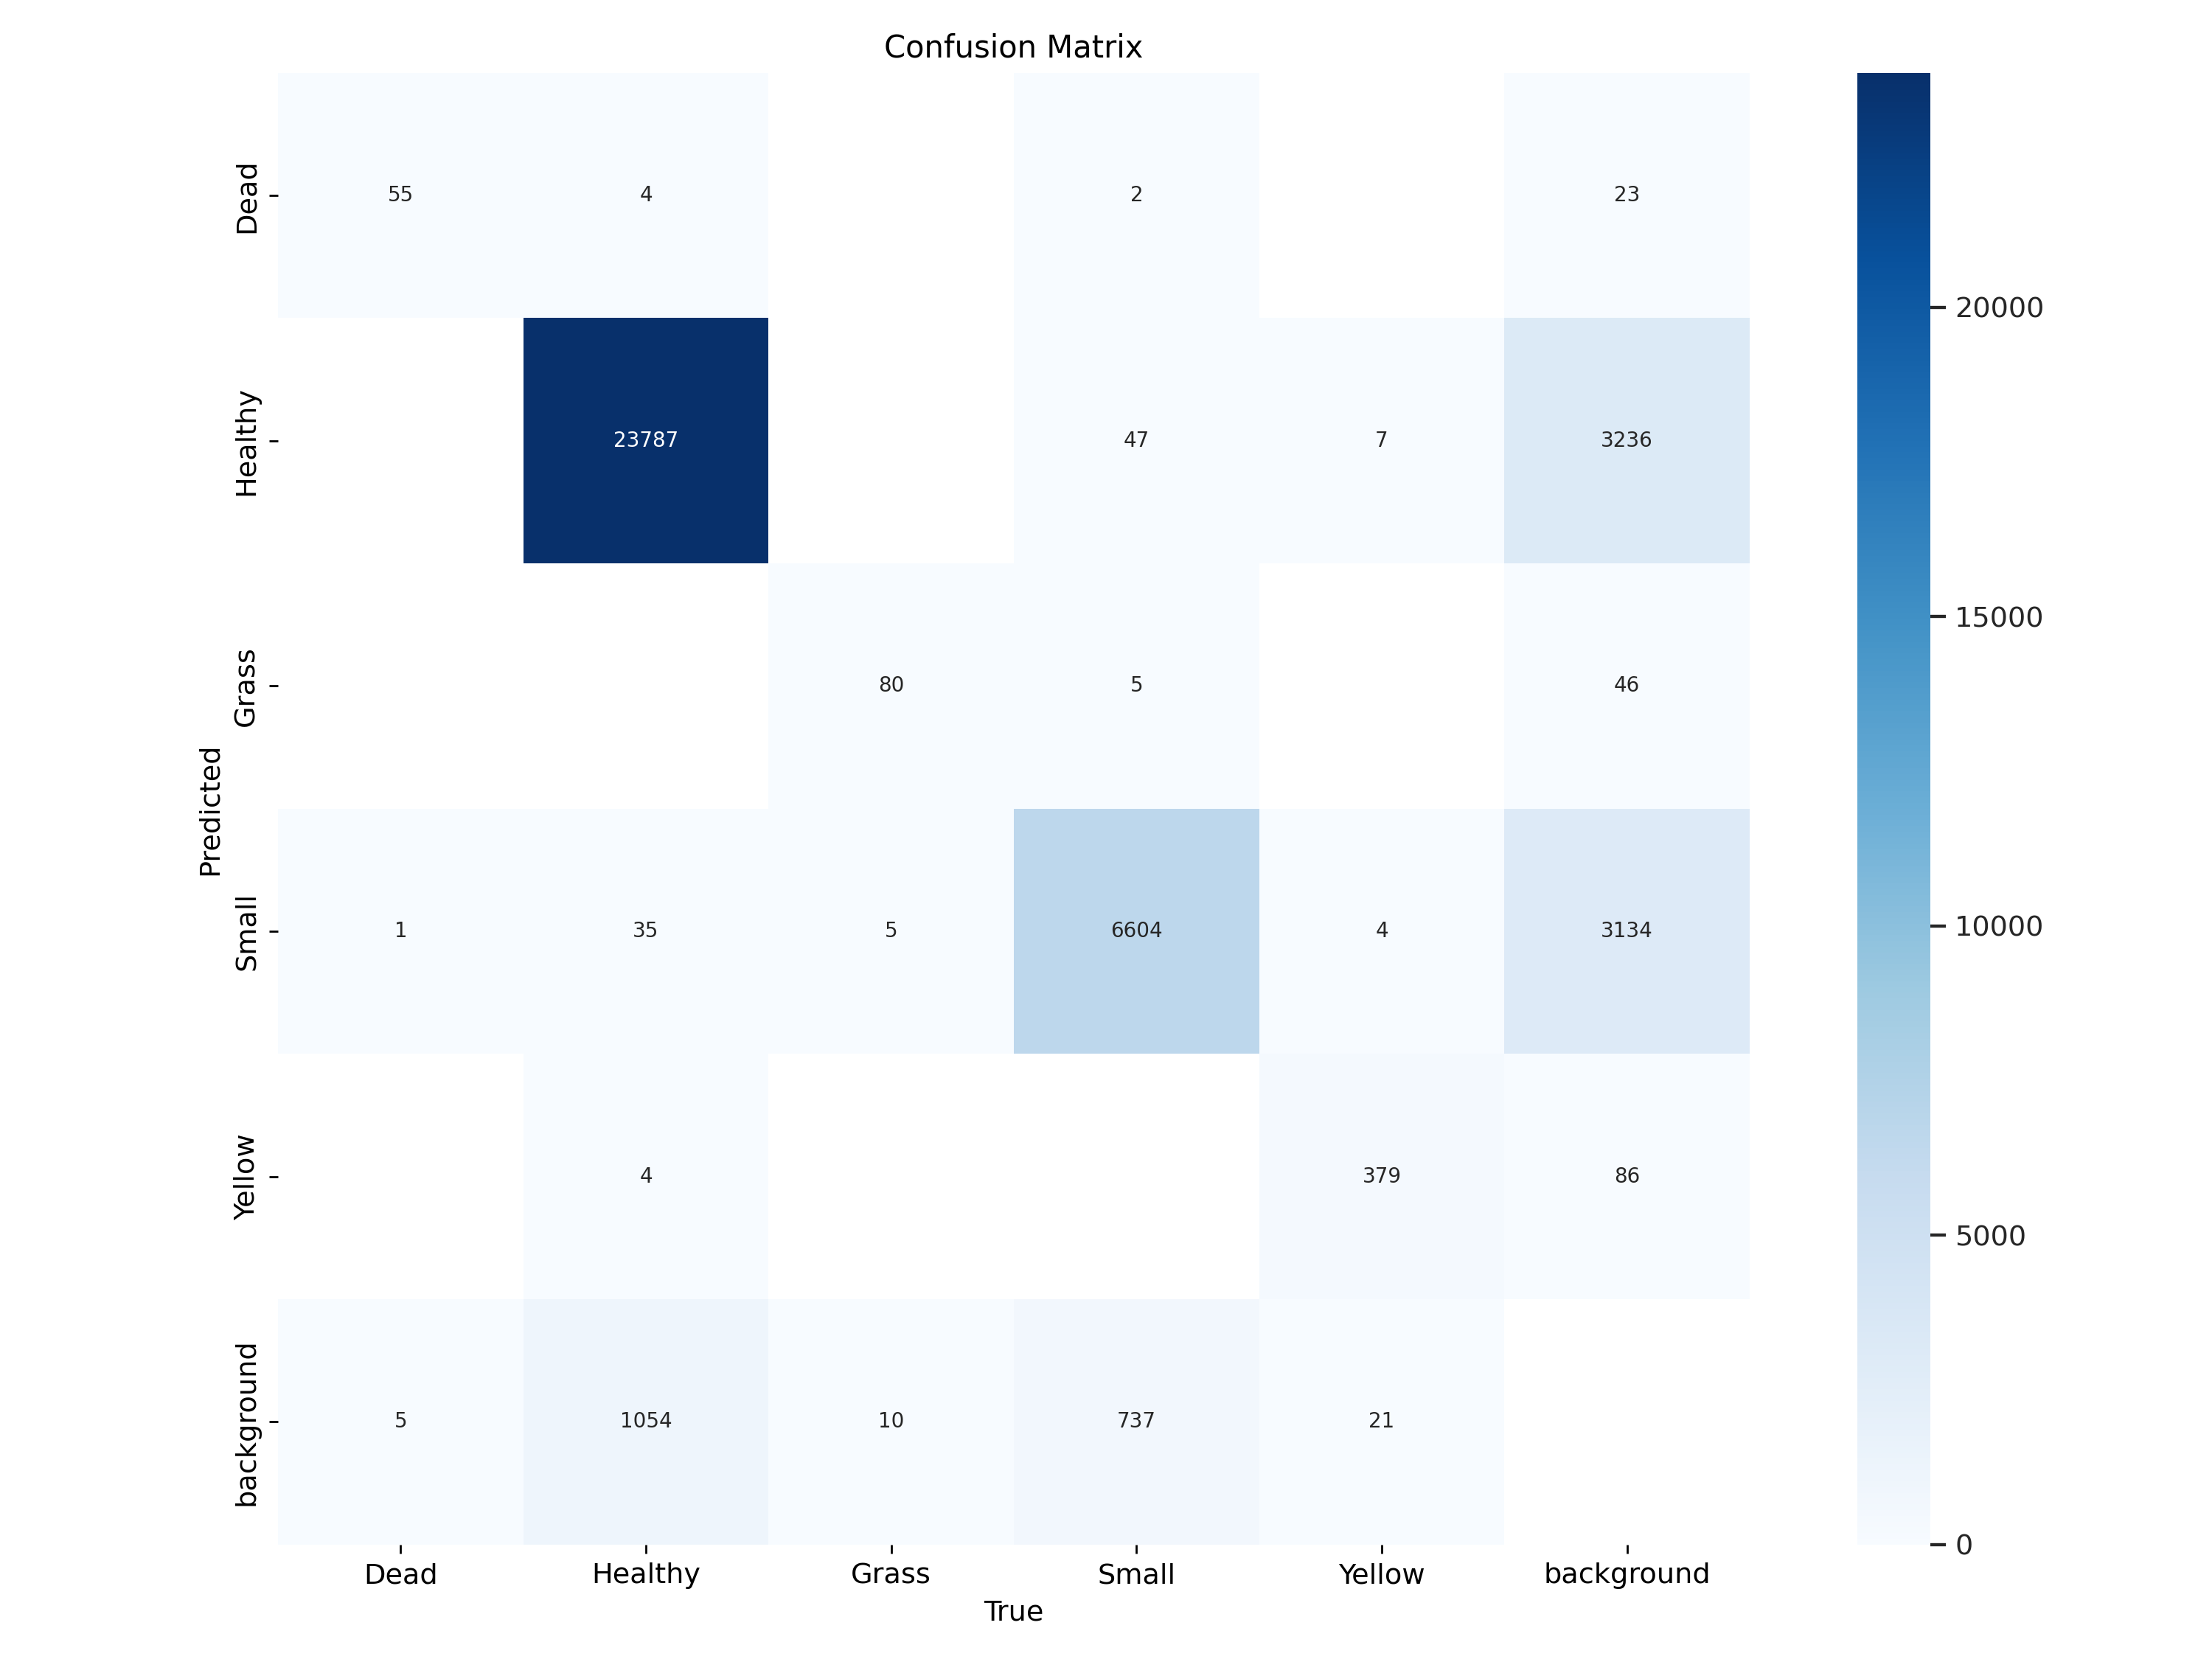 Confusion Matrix
Dead 55 4 2 23
Healthy 23787 47 7 3236
Grass 80 5 46
Small 1 35 5 6604 4 3134
Yellow 4 379 86
background 5 1054 10 737 21
Dead Healthy Grass Small Yellow background
True
Predicted
20000
15000
10000
5000
0